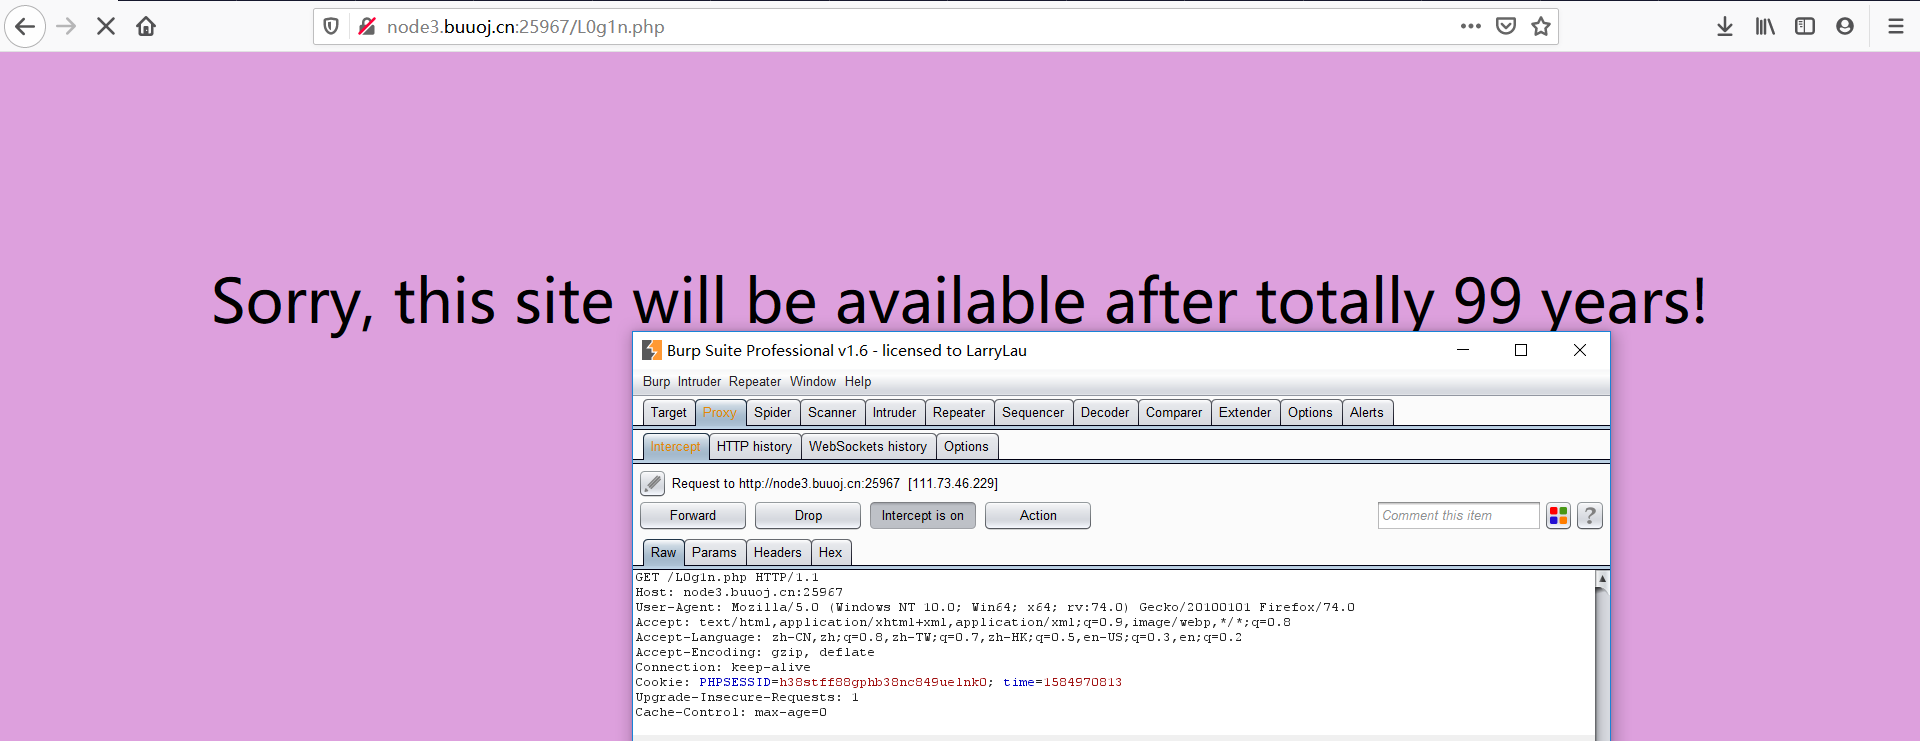 node3.buuoj.cn:25967/L0g1n.php
Sorry, this site will be available after totally 99 years!
Burp Suite Professional v1.6 - licensed to LarryLau
Burp Intruder Repeater Window Help
Target Proxy Spider Scanner Intruder Repeater Sequencer Decoder Comparer Extender Options Alerts
Intercept HTTP history WebSockets history Options
Request to http://node3.buuoj.cn:25967 [111.73.46.229]
Forward Drop Intercept is on Action Comment this item ?
Raw Params Headers Hex
GET /L0g1n.php HTTP/1.1
Host: node3.buuoj.cn:25967
User-Agent: Mozilla/5.0 (Windows NT 10.0; Win64; x64; rv:74.0) Gecko/20100101 Firefox/74.0
Accept: text/html,application/xhtml+xml,application/xml;q=0.9,image/webp,*/*;q=0.8
Accept-Language: zh-CN,zh;q=0.8,zh-TW;q=0.7,zh-HK;q=0.5,en-US;q=0.3,en;q=0.2
Accept-Encoding: gzip, deflate
Connection: keep-alive
Cookie: PHPSESSID=h38stff88gphb38nc849ue1nk0; time=1584970813
Upgrade-Insecure-Requests: 1
Cache-Control: max-age=0